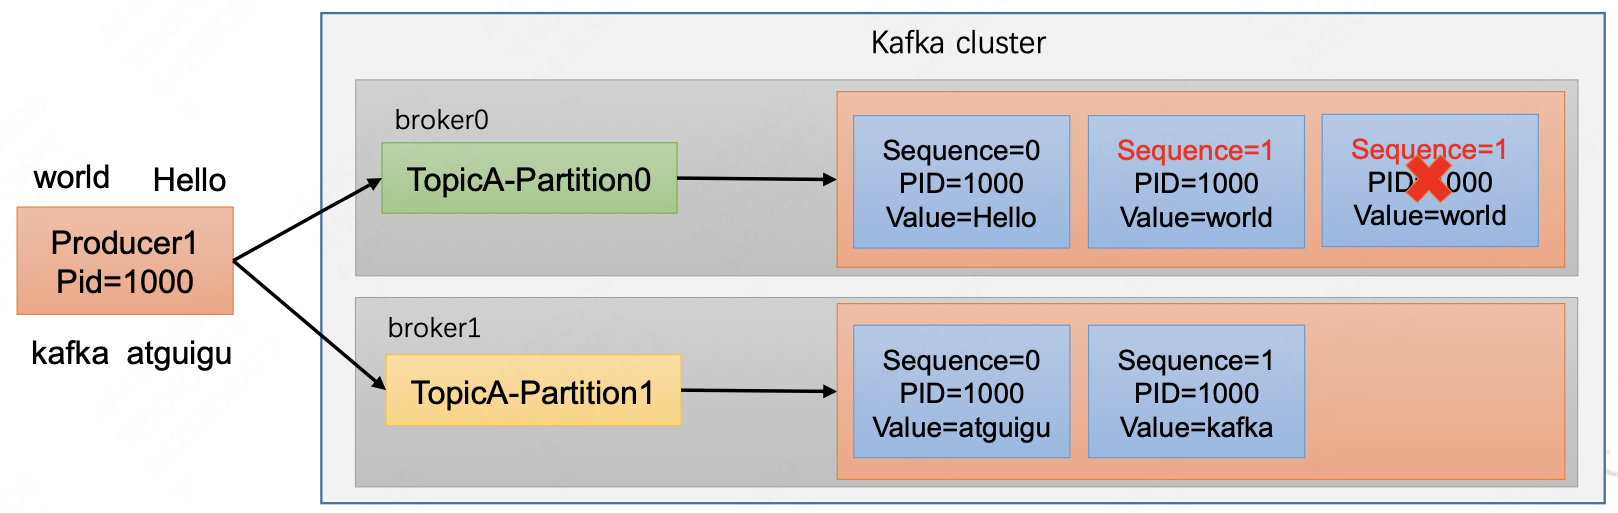 Kafka cluster
world Hello
Producer1
Pid=1000
kafka atguigu
broker0
TopicA-Partition0
Sequence=0
PID=1000
Value=Hello
Sequence=1
PID=1000
Value=world
Sequence=1
PID=1000
Value=world
broker1
TopicA-Partition1
Sequence=0
PID=1000
Value=atguigu
Sequence=1
PID=1000
Value=kafka